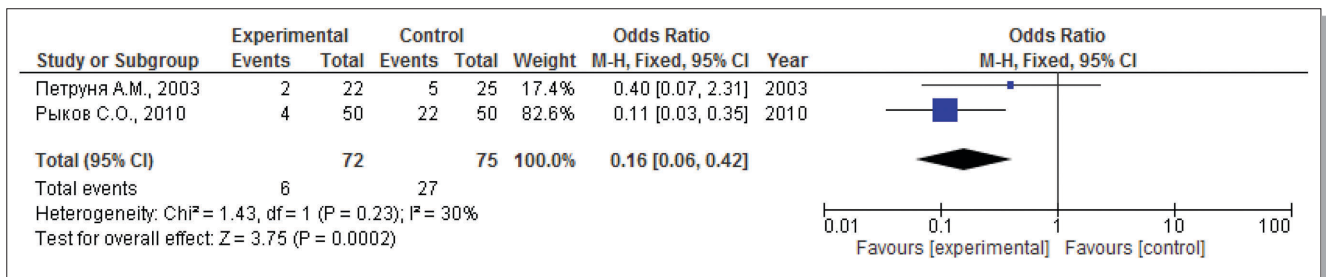 Experimental Control Odds Ratio Odds Ratio
Study or Subgroup Events Total Events Total Weight M-H, Fixed, 95% CI Year M-H, Fixed, 95% CI
Петруня А.М., 2003 2 22 5 25 17.4% 0.40 [0.07, 2.31] 2003
Рыков С.О., 2010 4 50 22 50 82.6% 0.11 [0.03, 0.35] 2010
Total (95% CI) 72 75 100.0% 0.16 [0.06, 0.42]
Total events 6 27
Heterogeneity: Chi² = 1.43, df = 1 (P = 0.23); I² = 30%
Test for overall effect: Z = 3.75 (P = 0.0002)
0.01 0.1 1 10 100
Favours [experimental] Favours [control]